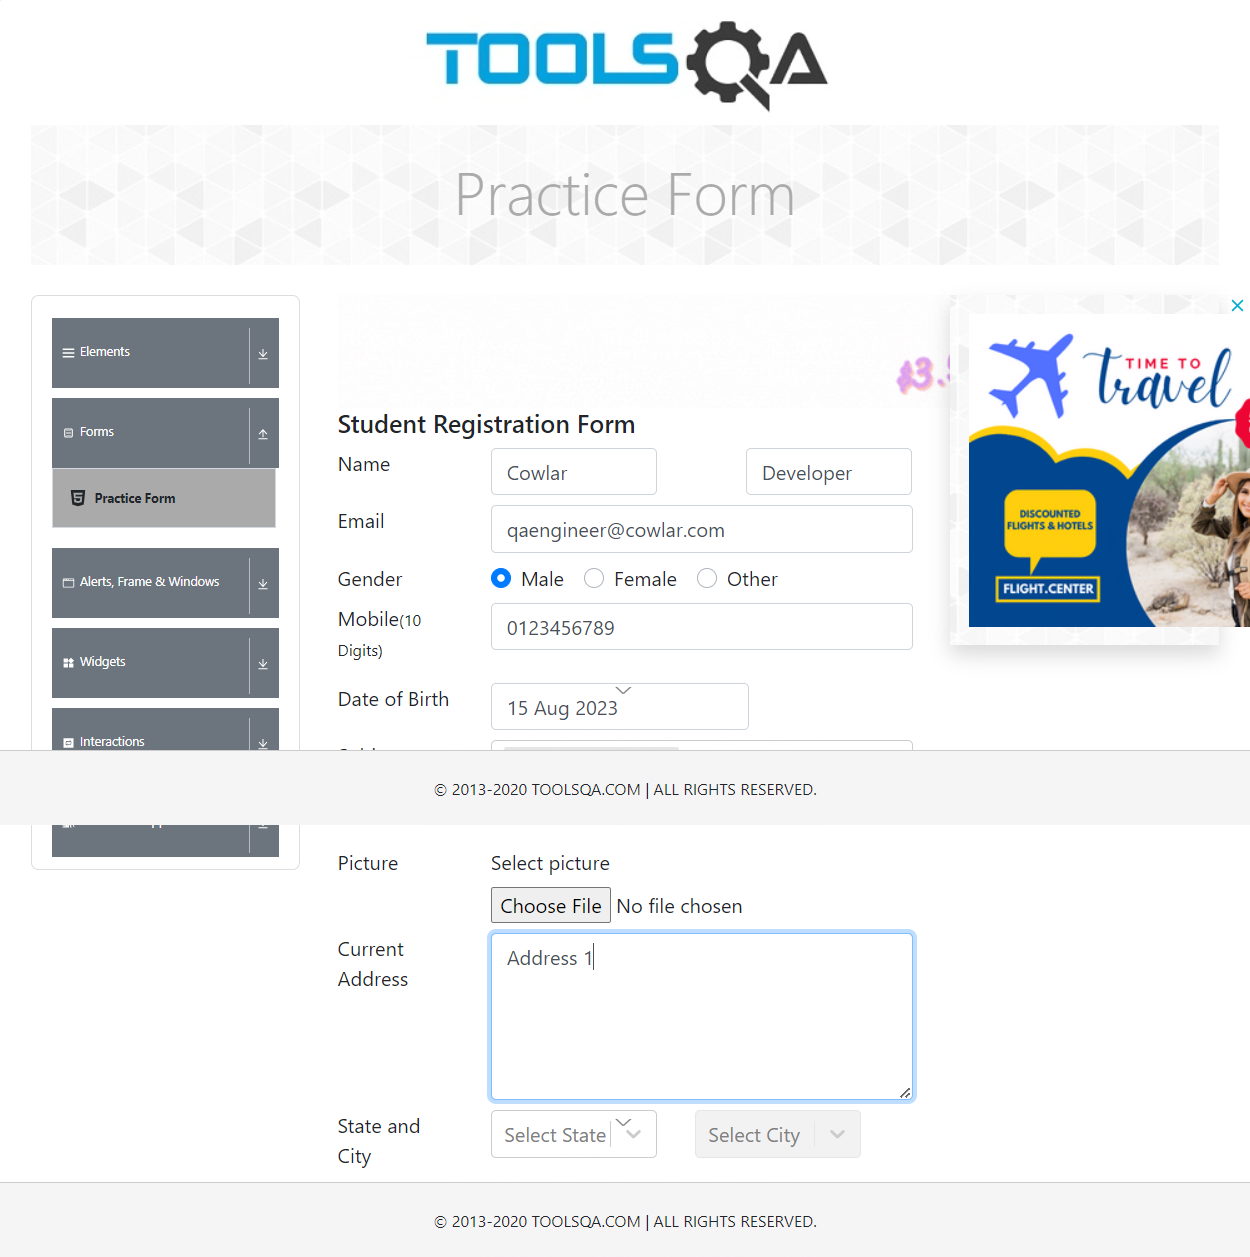 TOOLSQA
Practice Form
Elements
Forms
Practice Form
Alerts, Frame & Windows
Widgets
Interactions
$3.
Student Registration Form
Name
Cowlar
Developer
Email
qaengineer@cowlar.com
Gender
Male
Female
Other
Mobile(10
Digits)
0123456789
Date of Birth
15 Aug 2023
TIME TO
travel
DISCOUNTED
FLIGHTS & HOTELS
FLIGHT.CENTER
© 2013-2020 TOOLSQA.COM | ALL RIGHTS RESERVED.
Picture
Select picture
Choose File No file chosen
Current
Address
Address 1
State and
City
Select State
Select City
© 2013-2020 TOOLSQA.COM | ALL RIGHTS RESERVED.